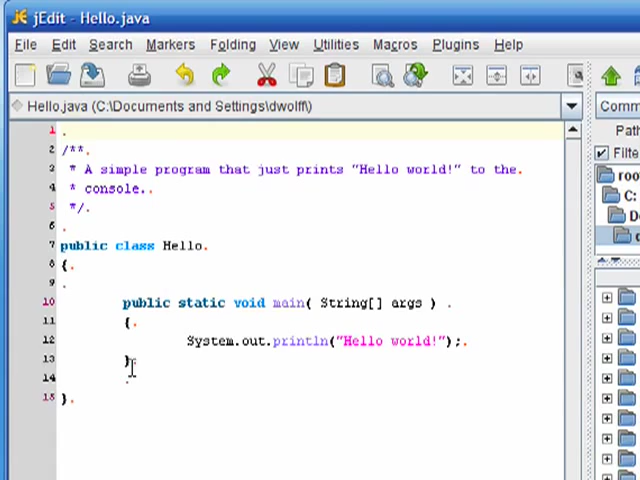 jEdit - Hello.java
File Edit Search Markers Folding View Utilities Macros Plugins Help
Hello.java (C:\Documents and Settings\dwolff\)
1 .
2 /**.
3 * A simple program that just prints "Hello world!" to the.
4 * console..
5 */.
6 .
7 public class Hello.
8 {.
9 .
10 public static void main( String[] args ) .
11 {.
12 System.out.println("Hello world!");.
13 }.
14 .
15 }.
Path
Filte
C: